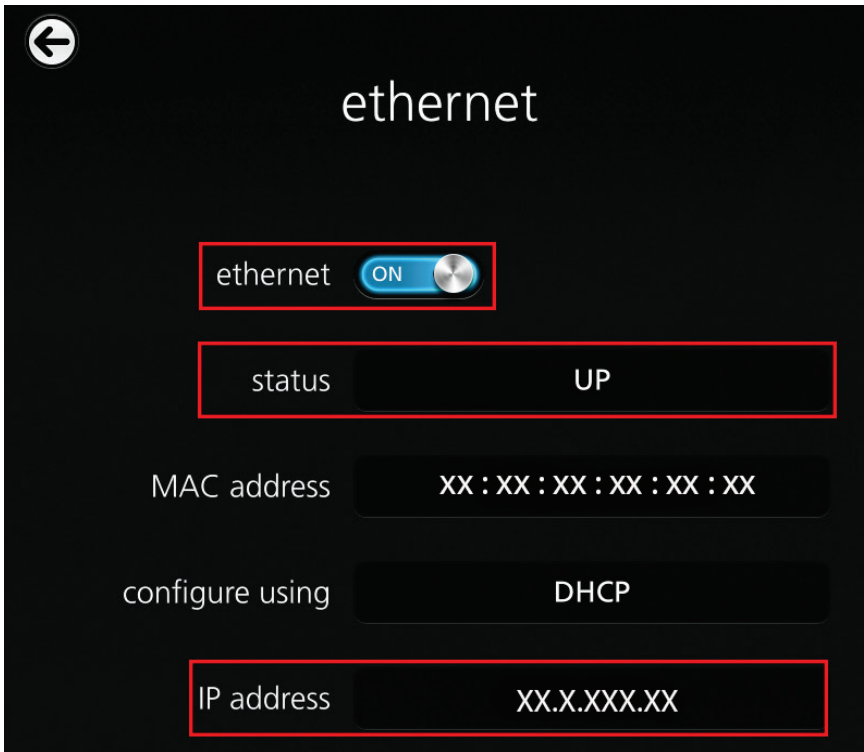 ethernet
ethernet ON
status UP
MAC address XX : XX : XX : XX : XX : XX
configure using DHCP
IP address XX.X.XXX.XX